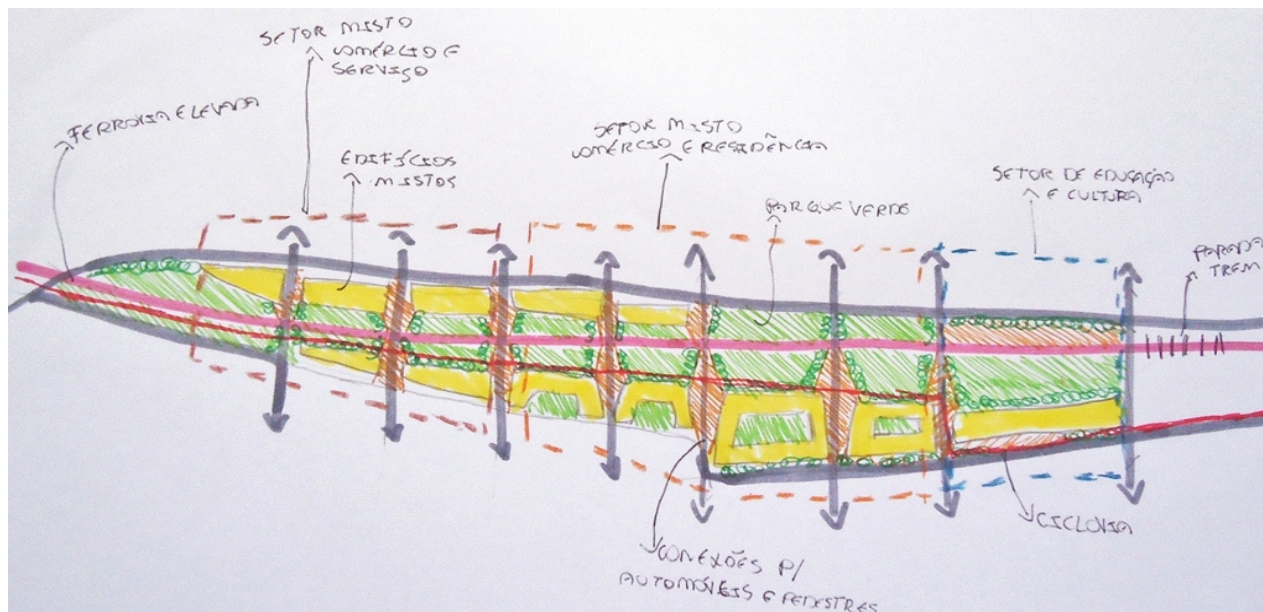 SETOR MISTO
COMÉRCIO E
SERVIÇO
FERROVIA ELEVADA
EDIFÍCIOS
MISTOS
SETOR MISTO
COMÉRCIO E RESIDÊNCIA
PARQUE VERDE
SETOR DE EDUCAÇÃO
E CULTURA
PARADA
TREM
CICLOVIA
CONEXÕES P/
AUTOMÓVEIS E PEDESTRES